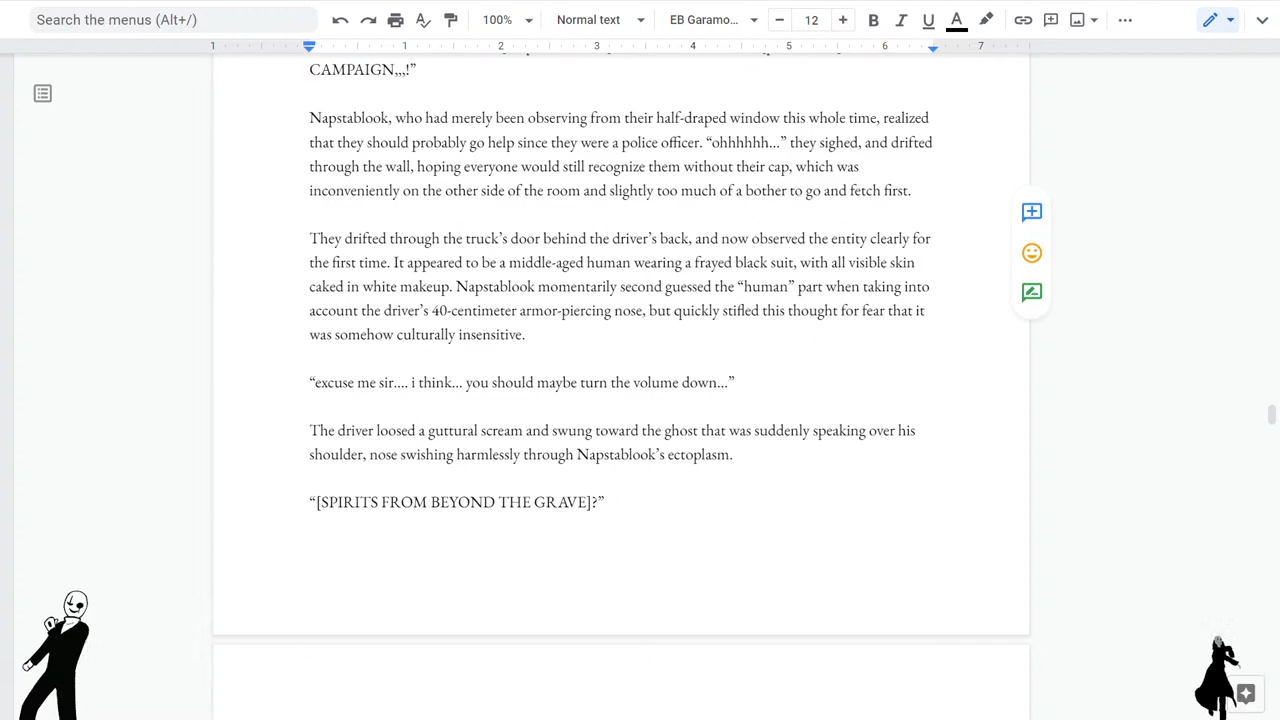 Search the menus (Alt+/)
100%
Normal text
EB Garamo...
12
B I U A
1 1 2 3 4 5 6 7
CAMPAIGN,,,!”
Napstablook, who had merely been observing from their half-draped window this whole time, realized
that they should probably go help since they were a police officer. “ohhhhhh...” they sighed, and drifted
through the wall, hoping everyone would still recognize them without their cap, which was
inconveniently on the other side of the room and slightly too much of a bother to go and fetch first.
They drifted through the truck’s door behind the driver’s back, and now observed the entity clearly for
the first time. It appeared to be a middle-aged human wearing a frayed black suit, with all visible skin
caked in white makeup. Napstablook momentarily second guessed the “human” part when taking into
account the driver’s 40-centimeter armor-piercing nose, but quickly stifled this thought for fear that it
was somehow culturally insensitive.
“excuse me sir.... i think... you should maybe turn the volume down...”
The driver loosed a guttural scream and swung toward the ghost that was suddenly speaking over his
shoulder, nose swishing harmlessly through Napstablook’s ectoplasm.
“[SPIRITS FROM BEYOND THE GRAVE]?”